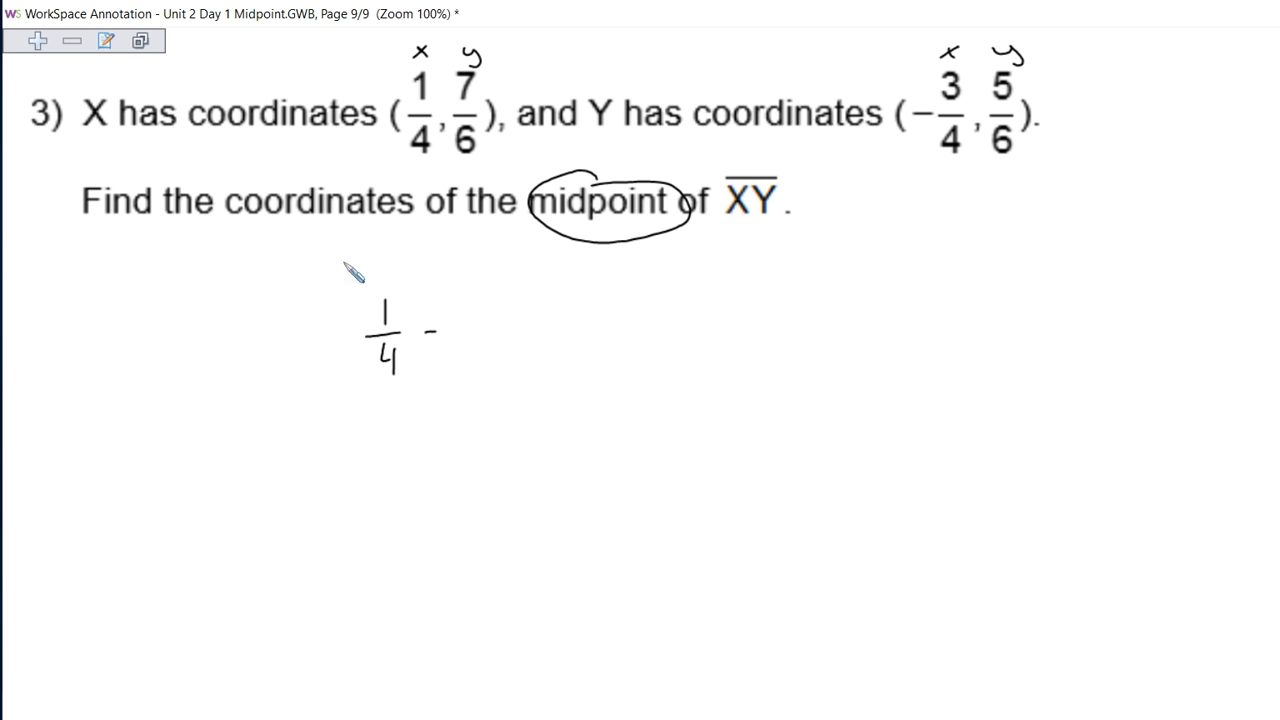 WS WorkSpace Annotation - Unit 2 Day 1 Midpoint.GWB, Page 9/9 (Zoom 100%) *
x y x y
3) X has coordinates (1/4, 7/6), and Y has coordinates (-3/4, 5/6).
Find the coordinates of the midpoint of XY.
1/4 -